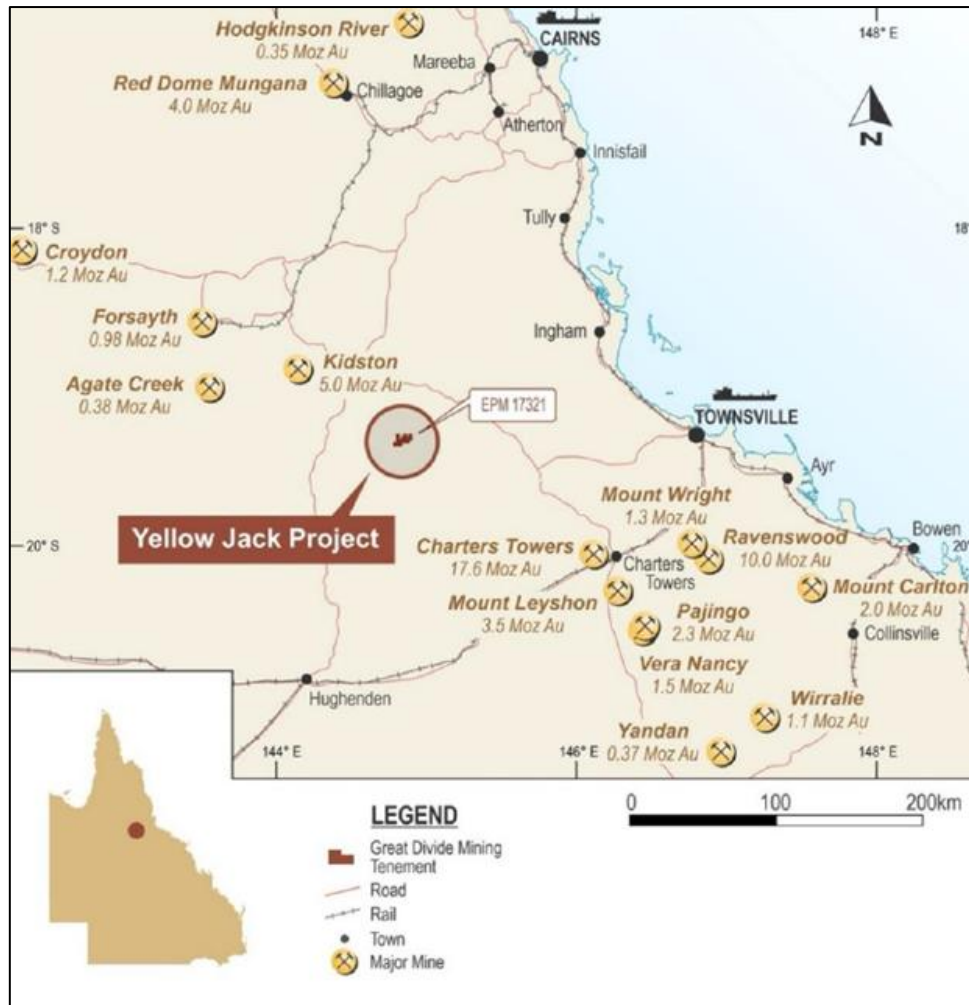 Hodgkinson River
0.35 Moz Au
CAIRNS
148° E
Mareeba
Red Dome Mungana
4.0 Moz Au
Chillagoe
Atherton
N
Innisfail
Tully
18° S
18°
Croydon
1.2 Moz Au
Forsayth
0.98 Moz Au
Ingham
Kidston
5.0 Moz Au
Agate Creek
0.38 Moz Au
EPM 17321
TOWNSVILLE
Ayr
Yellow Jack Project
Mount Wright
1.3 Moz Au
Bowen
20° S
20°
Charters Towers
17.6 Moz Au
Charters
Towers
Ravenswood
10.0 Moz Au
Mount Leyshon
3.5 Moz Au
Mount Carlton
2.0 Moz Au
Pajingo
2.3 Moz Au
Collinsville
Vera Nancy
1.5 Moz Au
Hughenden
Wirralie
1.1 Moz Au
Yandan
0.37 Moz Au
144° E
146° E
148° E
0 100 200km
LEGEND
Great Divide Mining
Tenement
Road
Rail
Town
Major Mine